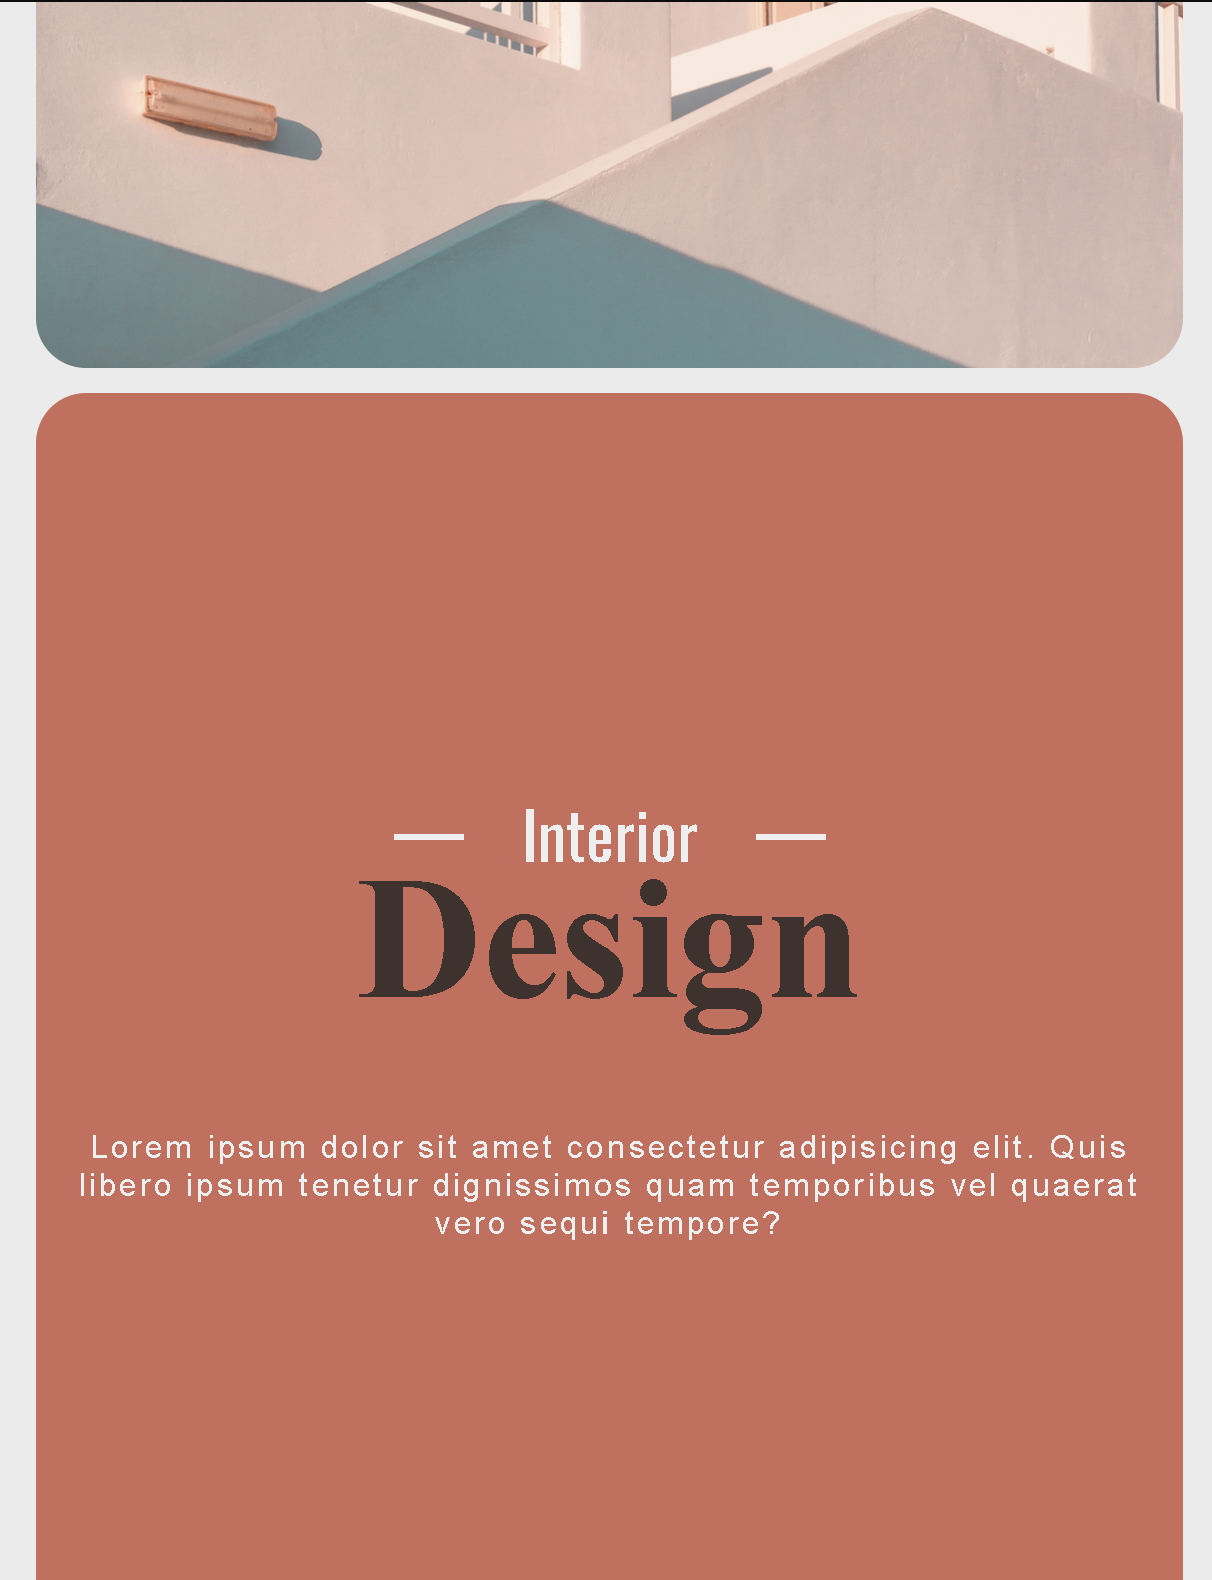 Interior
Design
Lorem ipsum dolor sit amet consectetur adipisicing elit. Quis
libero ipsum tenetur dignissimos quam temporibus vel quaerat
vero sequi tempore?